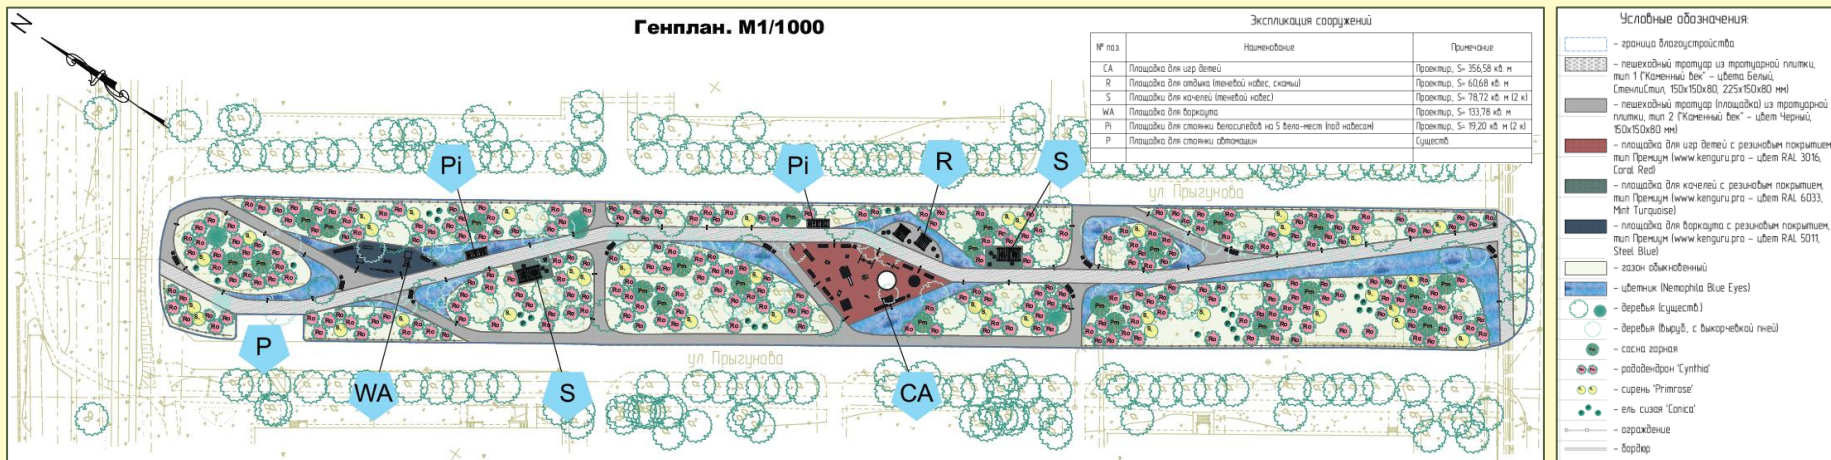 Генплан. М1/1000
N
Экспликация сооружений
№ поз. Наименование Примечание
CA Площадка для игр детей Проектир., S= 356,58 кв. м
R Площадка для отдыха (теневой навес, скамьи) Проектир., S= 60,68 кв. м
S Площадки для качелей (теневой навес) Проектир., S= 78,72 кв. м (2 к)
WA Площадка для воркаута Проектир., S= 133,78 кв. м
Pi Площадки для стоянки велосипедов на 5 вело-мест (под навесом) Проектир., S= 19,20 кв. м (2 к)
P Площадка для стоянки автомашин Существ.
Pi
Pi
R
S
ул. Прыгунова
P
WA
S
ул. Прыгунова
CA
Условные обозначения:
– граница благоустройства
– пешеходный тротуар из тротуарной плитки,
тип 1 ("Каменный век" – цвета Белый,
СтенлиСтил, 150х150х80, 225х150х80 мм)
– пешеходный тротуар (площадка) из тротуарной
плитки, тип 2 ("Каменный век" – цвет Черный,
150х150х80 мм)
– площадка для игр детей с резиновым покрытием,
тип Премиум (www.kenguru.pro – цвет RAL 3016,
Coral Red)
– площадка для качелей с резиновым покрытием,
тип Премиум (www.kenguru.pro – цвет RAL 6033,
Mint Turquoise)
– площадка для воркаута с резиновым покрытием,
тип Премиум (www.kenguru.pro – цвет RAL 5011,
Steel Blue)
– газон обыкновенный
– цветник (Nemophila Blue Eyes)
– деревья (существ.)
– деревья (вырубка, с выкорчевкой пней)
– сосна горная
– рододендрон 'Cynthia'
– сирень 'Primrose'
– ель сизая 'Conica'
– ограждение
– бордюр